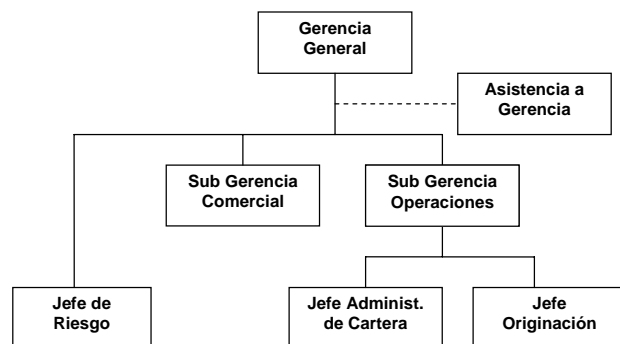 Gerencia
General
Asistencia a
Gerencia
Sub Gerencia
Comercial
Sub Gerencia
Operaciones
Jefe de
Riesgo
Jefe Administ.
de Cartera
Jefe
Originación